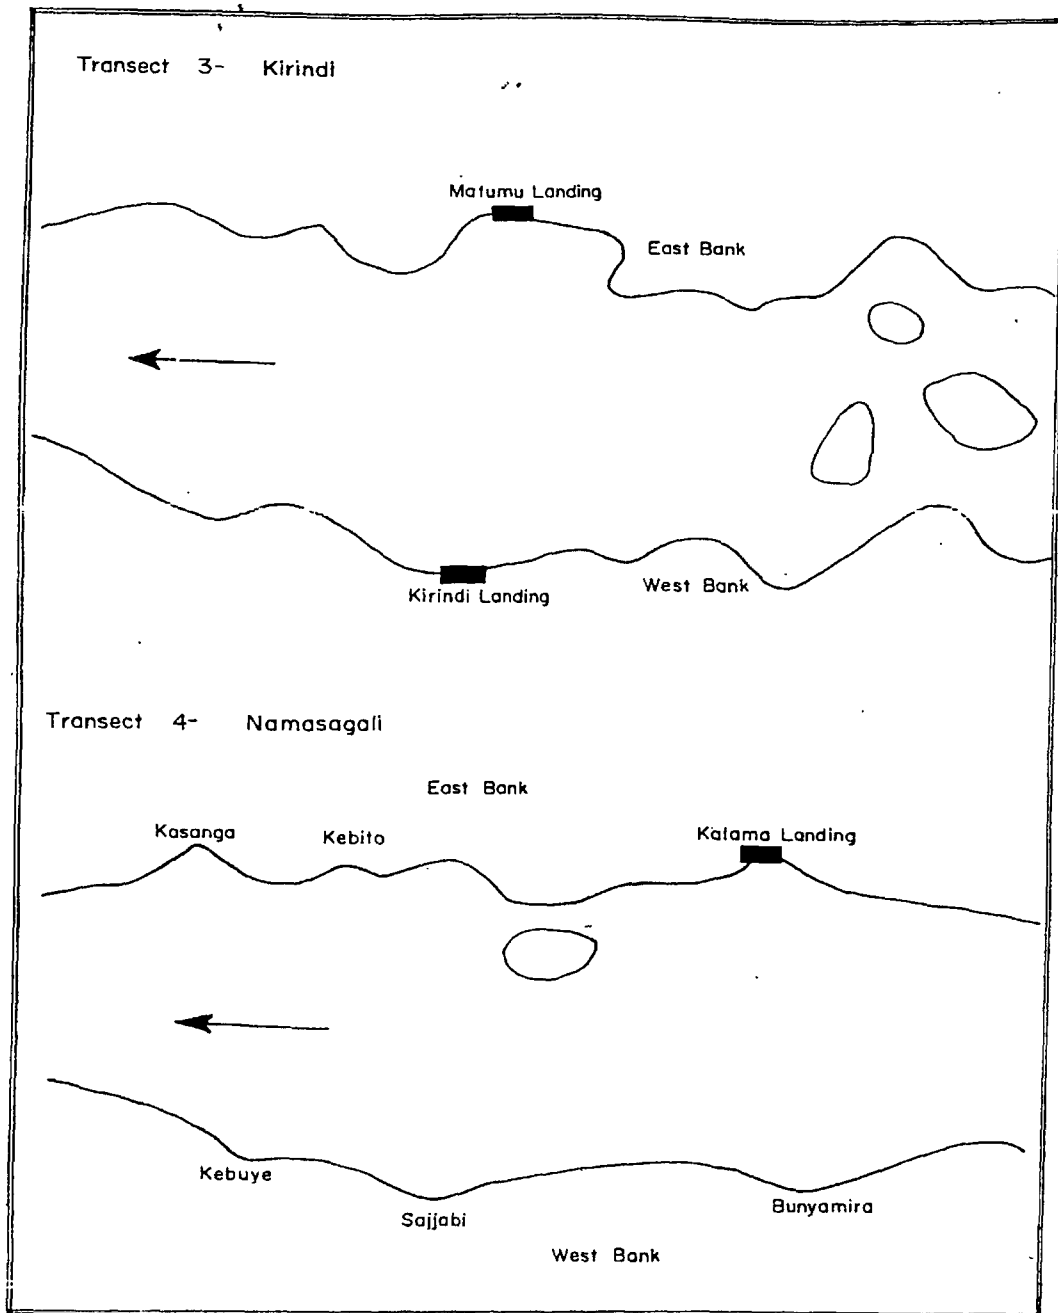 Transect 3- Kirindi
Matumu Landing
East Bank
Kirindi Landing
West Bank
Transect 4- Namasagali
East Bank
Kasanga
Kebito
Katama Landing
Kebuye
Sajjabi
Bunyamira
West Bank